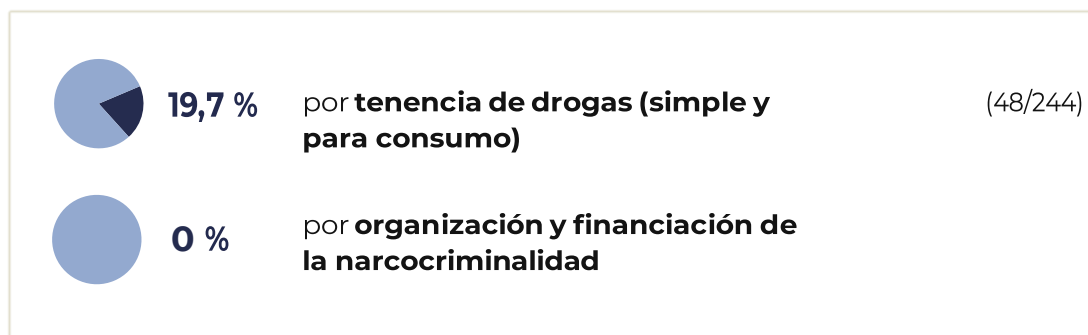 19,7 % por tenencia de drogas (simple y (48/244)
para consumo)
0 % por organización y financiación de
la narcocriminalidad